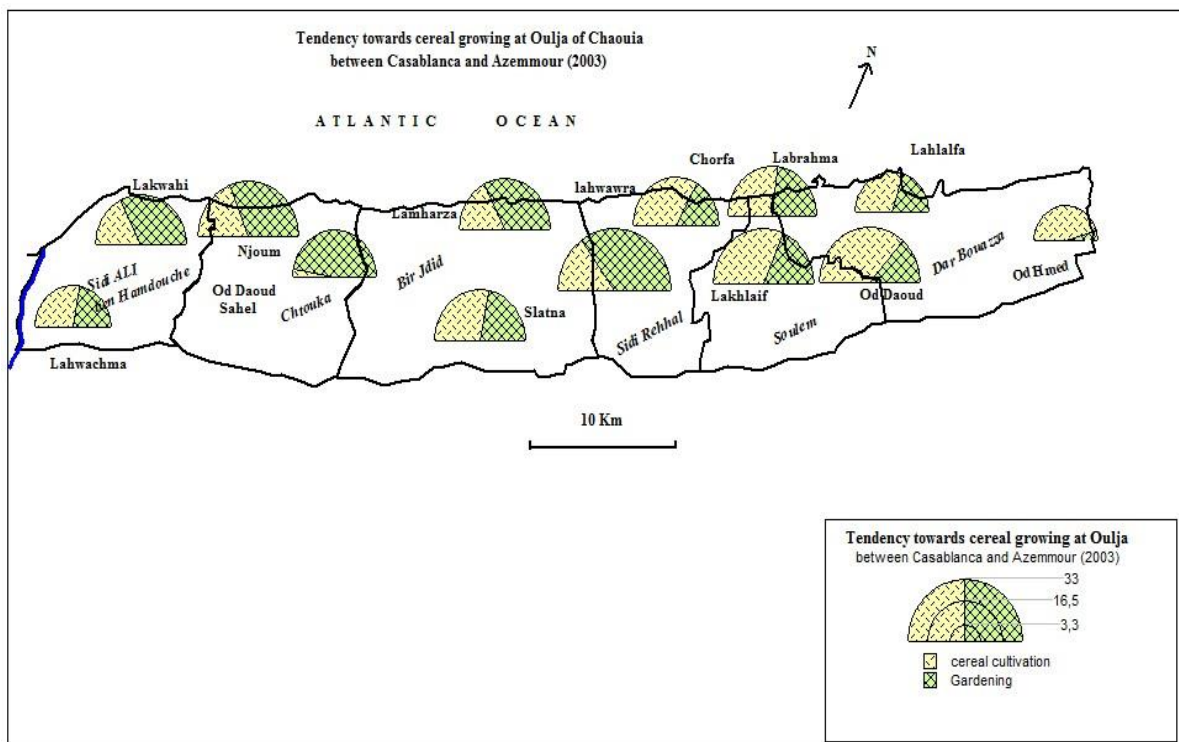 Tendency towards cereal growing at Oulja of Chaouia
between Casablanca and Azemmour (2003)
N
ATLANTIC OCEAN
Lakwahi
lahwawra
Chorfa
Labrahma
Lahlalfa
Lamharza
Njoum
Sidi ALI
ben Hamdouche
Od Daoud
Sahel
Chtouka
Bir Jdid
Slatna
Sidi Rehhal
Lakhlaif
Soulem
Od Daoud
Dar Bouazza
Od Hmed
Lahwachma
10 Km
Tendency towards cereal growing at Oulja
between Casablanca and Azemmour (2003)
33
16,5
3,3
cereal cultivation
Gardening